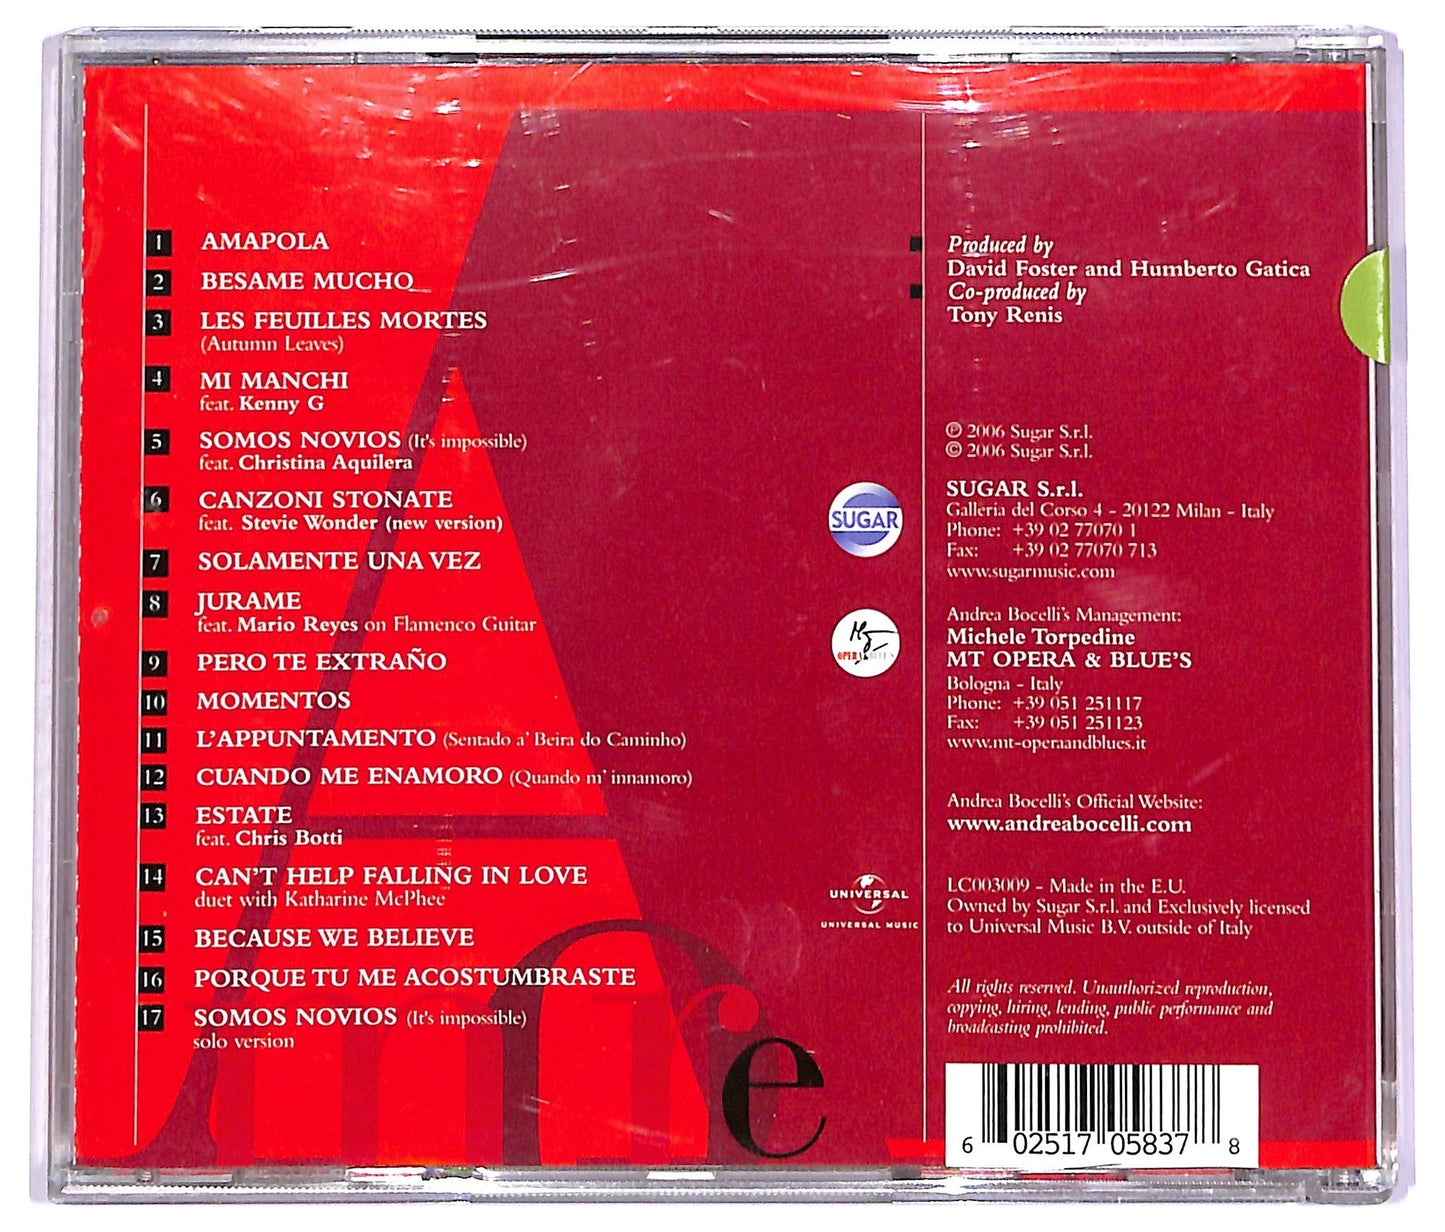 1 AMAPOLA
2 BESAME MUCHO
3 LES FEUILLES MORTES
(Autumn Leaves)
4 MI MANCHI
feat. Kenny G
5 SOMOS NOVIOS (It's impossible)
feat. Christina Aquilera
6 CANZONI STONATE
feat. Stevie Wonder (new version)
7 SOLAMENTE UNA VEZ
8 JURAME
feat. Mario Reyes on Flamenco Guitar
9 PERO TE EXTRAÑO
10 MOMENTOS
11 L'APPUNTAMENTO (Sentado a' Beira do Caminho)
12 CUANDO ME ENAMORO (Quando m' innamoro)
13 ESTATE
feat. Chris Botti
14 CAN'T HELP FALLING IN LOVE
duet with Katharine McPhee
15 BECAUSE WE BELIEVE
16 PORQUE TU ME ACOSTUMBRASTE
17 SOMOS NOVIOS (It's impossible)
solo version
Amore
Produced by
David Foster and Humberto Gatica
Co-produced by
Tony Renis
℗ 2006 Sugar S.r.l.
© 2006 Sugar S.r.l.
SUGAR
SUGAR S.r.l.
Galleria del Corso 4 - 20122 Milan - Italy
Phone: +39 02 77070 1
Fax: +39 02 77070 713
www.sugarmusic.com
OPERA BLUES
Andrea Bocelli's Management:
Michele Torpedine
MT OPERA & BLUE'S
Bologna - Italy
Phone: +39 051 251117
Fax: +39 051 251123
www.mt-operaandblues.it
Andrea Bocelli's Official Website:
www.andreabocelli.com
UNIVERSAL
UNIVERSAL MUSIC
LC003009 - Made in the E.U.
Owned by Sugar S.r.l. and Exclusively licensed
to Universal Music B.V. outside of Italy
All rights reserved. Unauthorized reproduction,
copying, hiring, lending, public performance and
broadcasting prohibited.
6 02517 05837 8